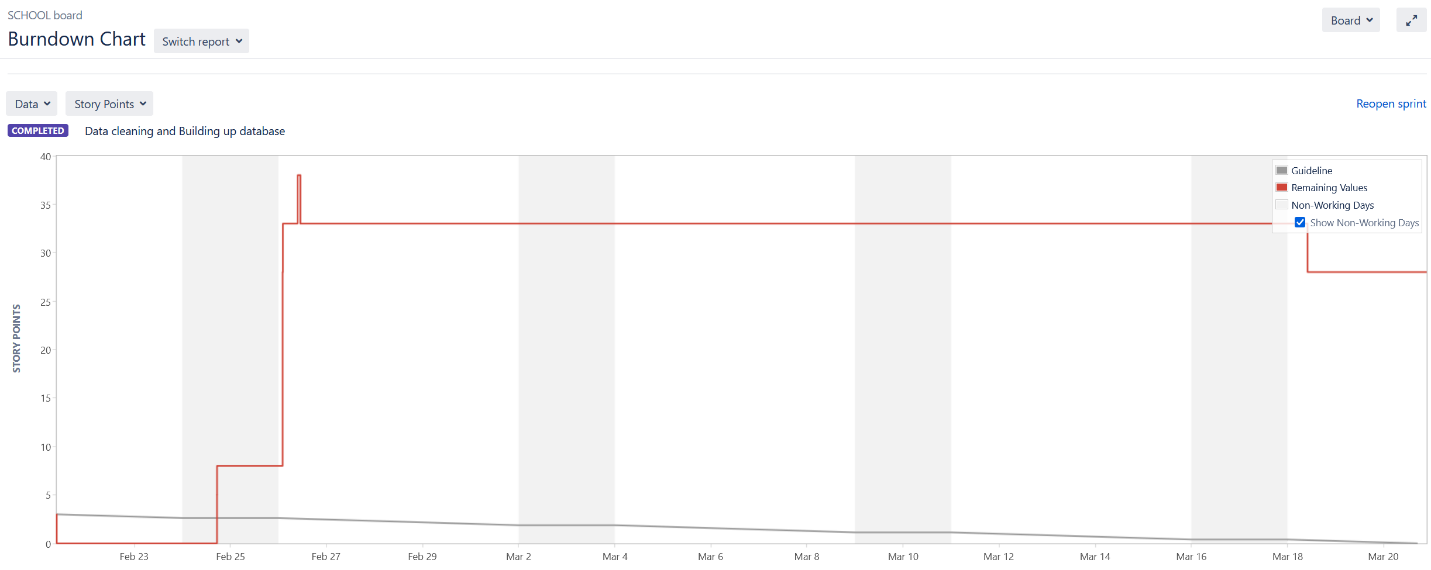 SCHOOL board
Board
Burndown Chart
Switch report
Data
Story Points
Reopen sprint
COMPLETED
Data cleaning and Building up database
Guideline
Remaining Values
Non-Working Days
Show Non-Working Days
STORY POINTS
40
35
30
25
20
15
10
5
0
Feb 23 Feb 25 Feb 27 Feb 29 Mar 2 Mar 4 Mar 6 Mar 8 Mar 10 Mar 12 Mar 14 Mar 16 Mar 18 Mar 20